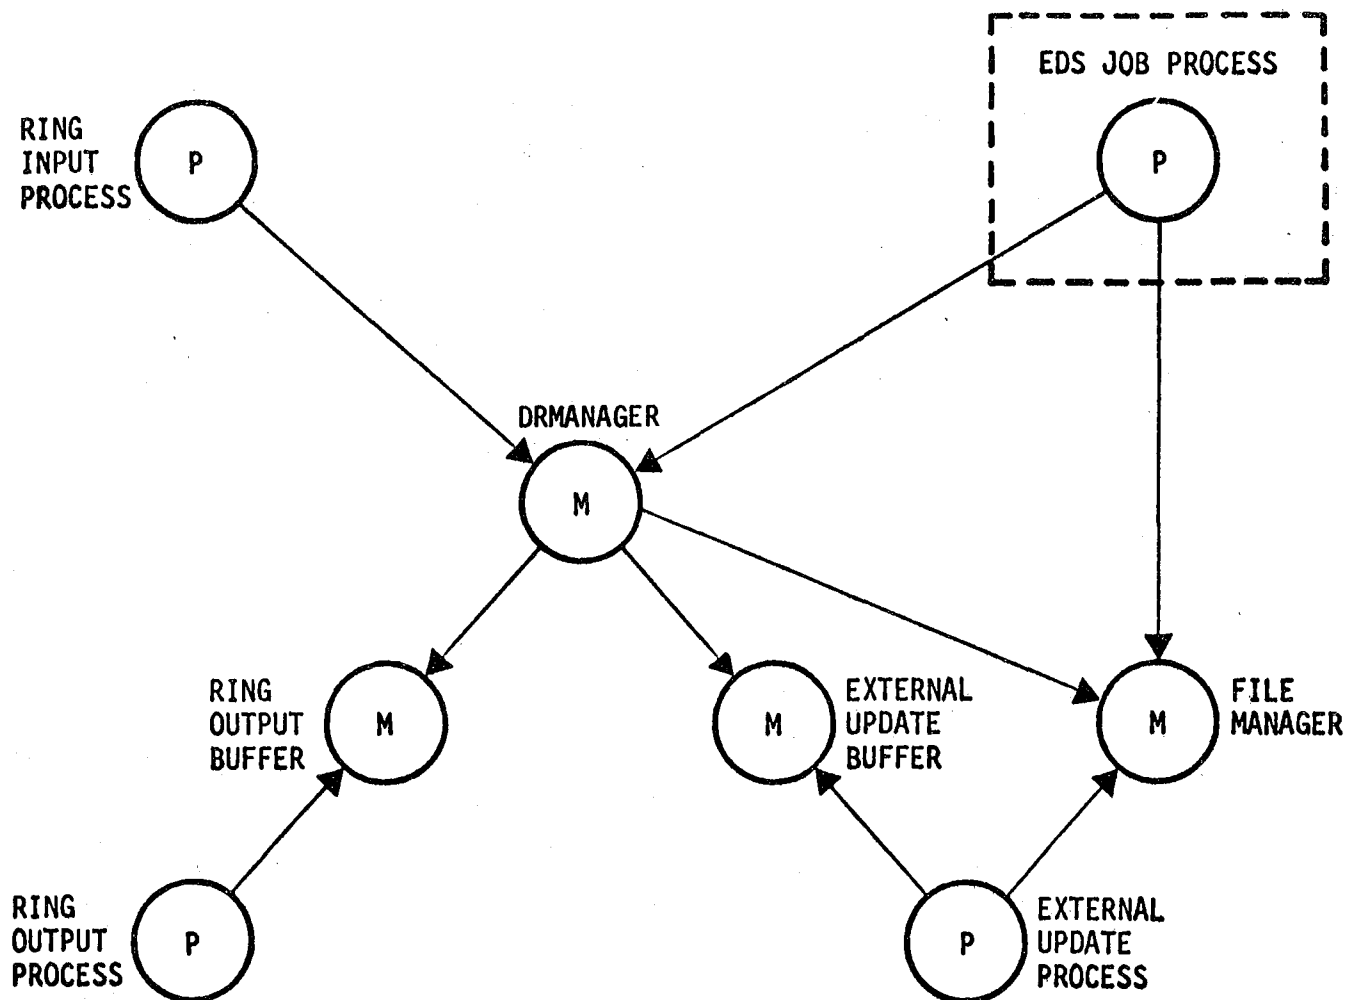 EDS JOB PROCESS
P
RING
INPUT
PROCESS
P
DRMANAGER
M
RING
OUTPUT
BUFFER
M
M
EXTERNAL
UPDATE
BUFFER
M
FILE
MANAGER
RING
OUTPUT
PROCESS
P
P
EXTERNAL
UPDATE
PROCESS